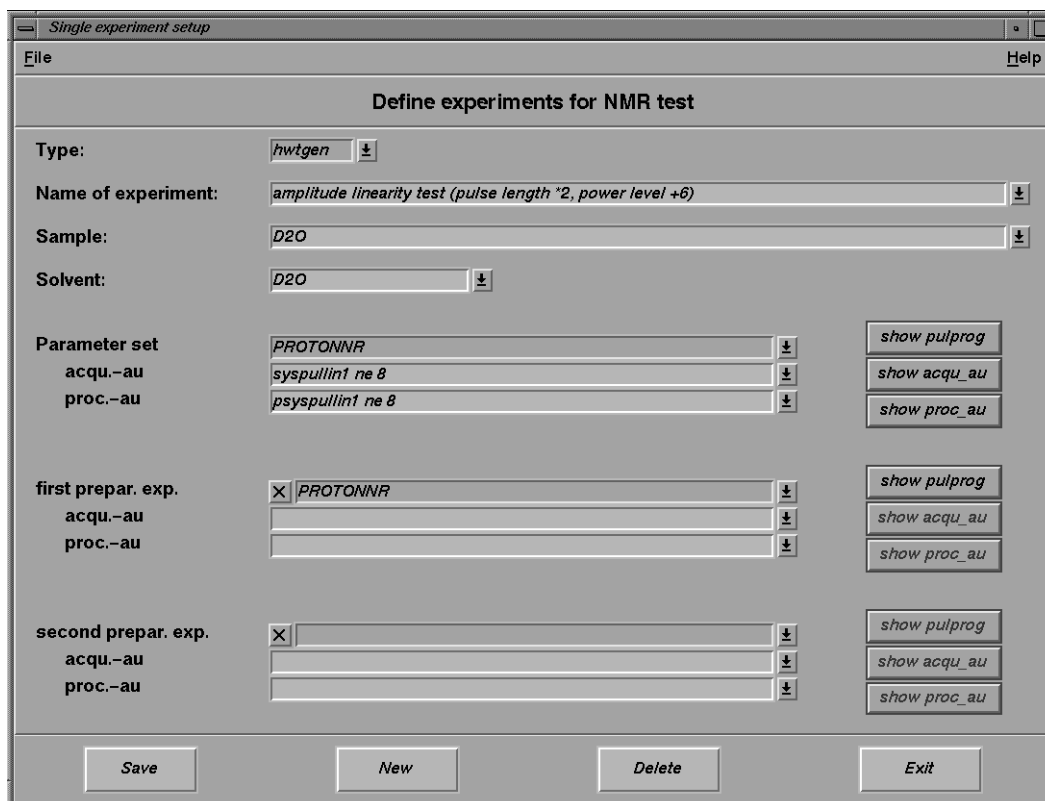 Single experiment setup
File Help
Define experiments for NMR test
Type: hwtgen
Name of experiment: amplitude linearity test (pulse length *2, power level +6)
Sample: D2O
Solvent: D2O
Parameter set PROTONNR show pulprog
acqu.-au syspullin1 ne 8 show acqu_au
proc.-au psyspullin1 ne 8 show proc_au
first prepar. exp. X PROTONNR show pulprog
acqu.-au show acqu_au
proc.-au show proc_au
second prepar. exp. X show pulprog
acqu.-au show acqu_au
proc.-au show proc_au
Save New Delete Exit